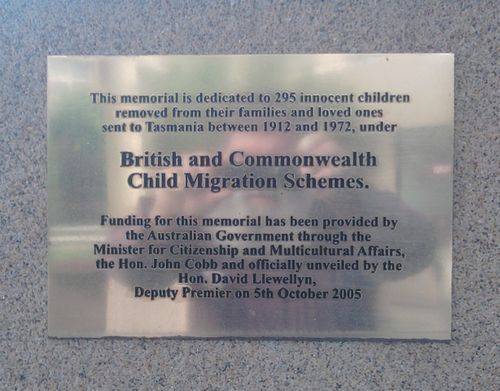 This memorial is dedicated to 295 innocent children
removed from their families and loved ones
sent to Tasmania between 1912 and 1972, under
British and Commonwealth
Child Migration Schemes.
Funding for this memorial has been provided by
the Australian Government through the
Minister for Citizenship and Multicultural Affairs,
the Hon. John Cobb and officially unveiled by the
Hon. David Llewellyn,
Deputy Premier on 5th October 2005